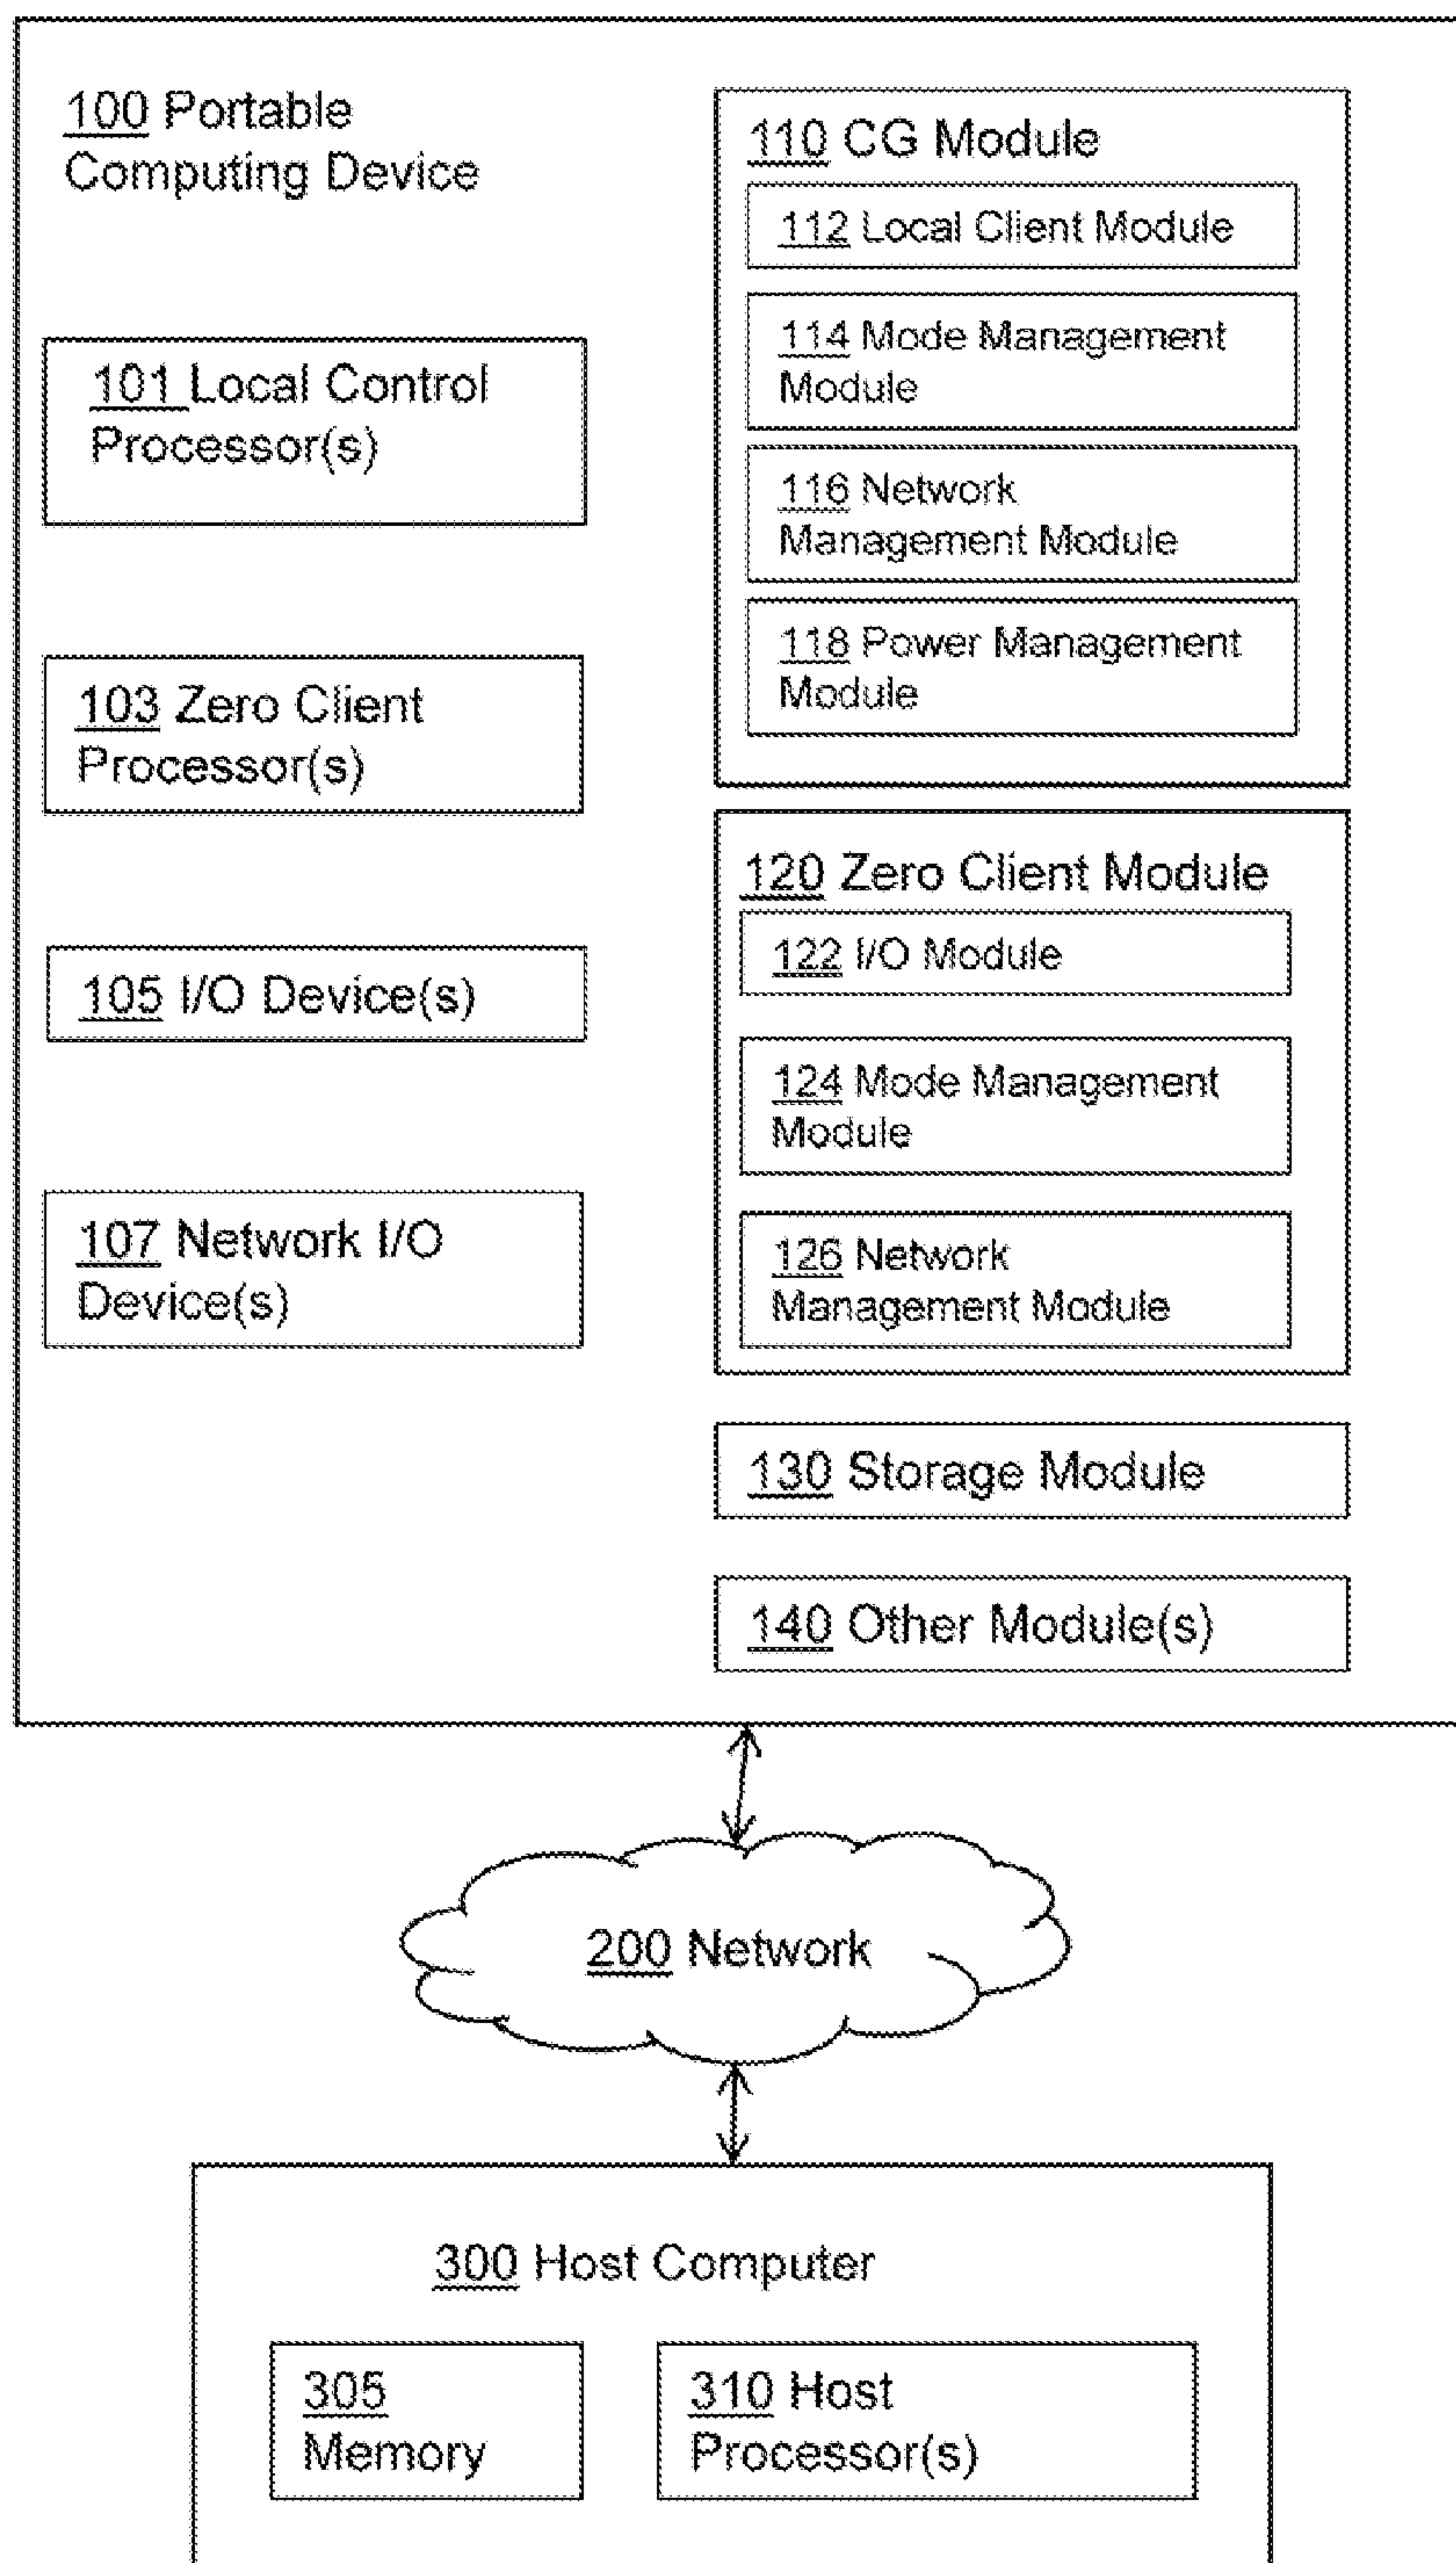 100 Portable
Computing Device
101 Local Control
Processor(s)
103 Zero Client
Processor(s)
105 I/O Device(s)
107 Network I/O
Device(s)
110 CG Module
112 Local Client Module
114 Mode Management
Module
116 Network
Management Module
118 Power Management
Module
120 Zero Client Module
122 I/O Module
124 Mode Management
Module
126 Network
Management Module
130 Storage Module
140 Other Module(s)
200 Network
300 Host Computer
305
Memory
310 Host
Processor(s)